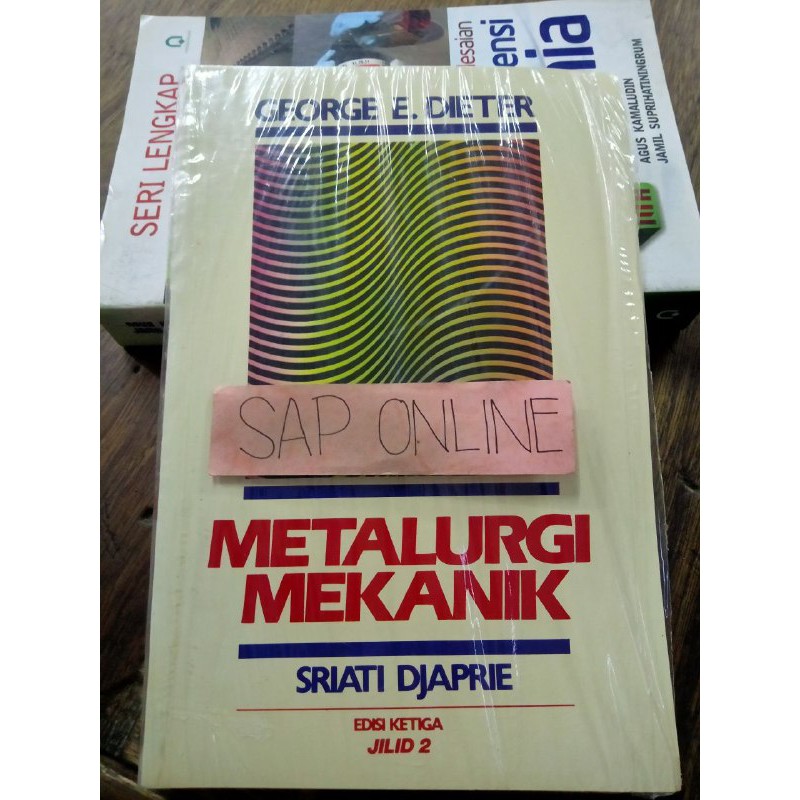 GEORGE E. DIETER
SAP ONLINE
METALURGI
MEKANIK
SRIATI DJAPRIE
EDISI KETIGA
JILID 2
SERI LENGKAP
AGUS KAMALUDIN
JAMIL SUPRIHATININGRUM